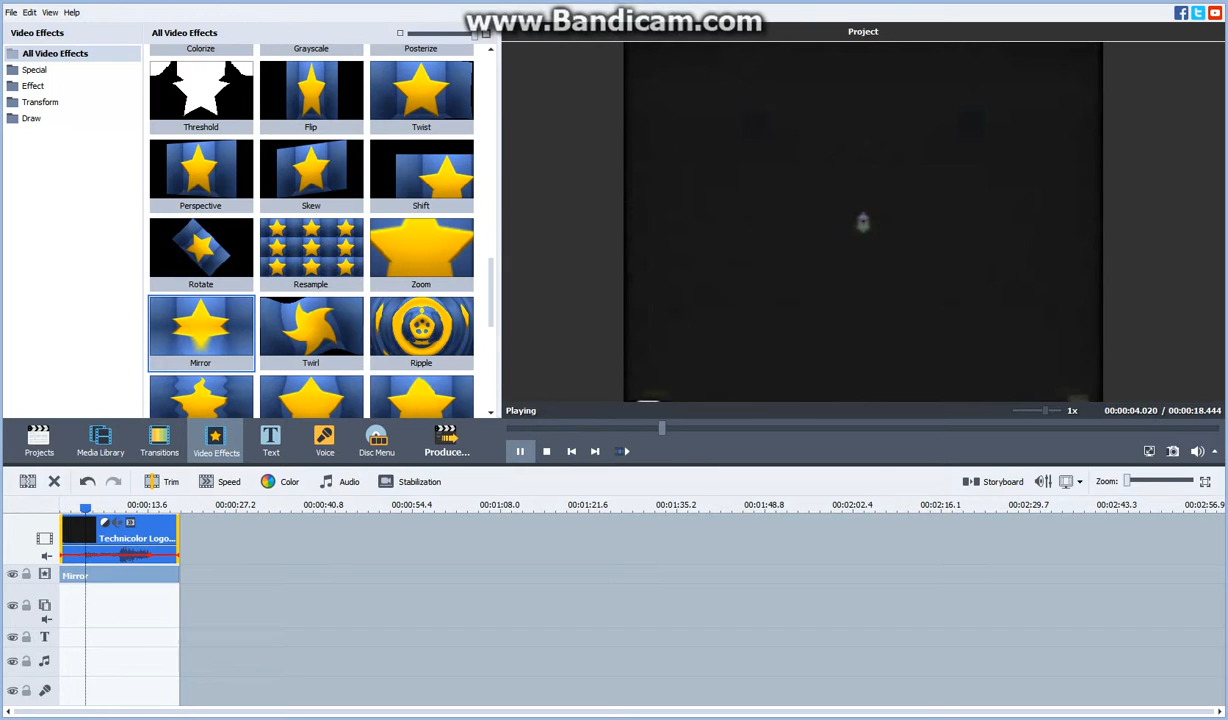 www.Bandicam.com
File Edit View Help
Video Effects
All Video Effects
Project
All Video Effects
Special
Effect
Transform
Draw
Colorize Grayscale Posterize
Threshold Flip Twist
Perspective Skew Shift
Rotate Resample Zoom
Mirror Twirl Ripple
Playing
1x
00:00:04.020 / 00:00:18.444
Projects Media Library Transitions Video Effects Text Voice Disc Menu Produce...
Trim Speed Color Audio Stabilization
Storyboard
Zoom:
00:00:13.6 00:00:27.2 00:00:40.8 00:00:54.4 00:01:08.0 00:01:21.6 00:01:35.2 00:01:48.8 00:02:02.4 00:02:16.1 00:02:29.7 00:02:43.3 00:02:56.9
Technicolor Logo...
Mirror
T